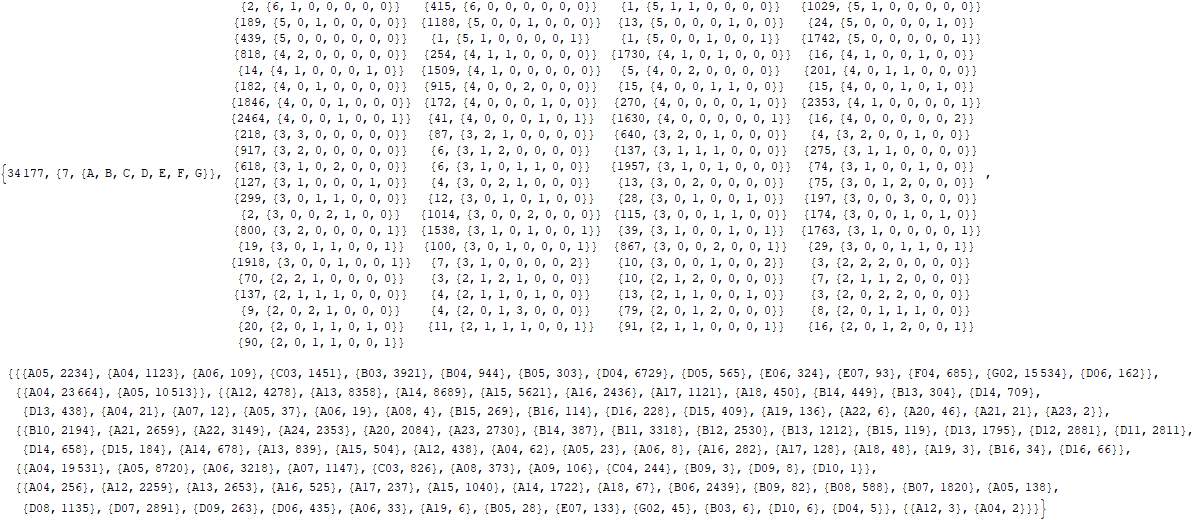 {2, {6, 1, 0, 0, 0, 0, 0}} {415, {6, 0, 0, 0, 0, 0, 0}} {1, {5, 1, 1, 0, 0, 0, 0}} {1029, {5, 1, 0, 0, 0, 0, 0}}
{189, {5, 0, 1, 0, 0, 0, 0}} {1188, {5, 0, 0, 1, 0, 0, 0}} {13, {5, 0, 0, 0, 1, 0, 0}} {24, {5, 0, 0, 0, 0, 1, 0}}
{439, {5, 0, 0, 0, 0, 0, 0}} {1, {5, 1, 0, 0, 0, 0, 1}} {1, {5, 0, 0, 1, 0, 0, 1}} {1742, {5, 0, 0, 0, 0, 0, 1}}
{818, {4, 2, 0, 0, 0, 0, 0}} {254, {4, 1, 1, 0, 0, 0, 0}} {1730, {4, 1, 0, 1, 0, 0, 0}} {16, {4, 1, 0, 0, 1, 0, 0}}
{14, {4, 1, 0, 0, 0, 1, 0}} {1509, {4, 1, 0, 0, 0, 0, 0}} {5, {4, 0, 2, 0, 0, 0, 0}} {201, {4, 0, 1, 1, 0, 0, 0}}
{182, {4, 0, 1, 0, 0, 0, 0}} {915, {4, 0, 0, 2, 0, 0, 0}} {15, {4, 0, 0, 1, 1, 0, 0}} {15, {4, 0, 0, 1, 0, 1, 0}}
{1846, {4, 0, 0, 1, 0, 0, 0}} {172, {4, 0, 0, 0, 1, 0, 0}} {270, {4, 0, 0, 0, 0, 1, 0}} {2353, {4, 1, 0, 0, 0, 0, 1}}
{2464, {4, 0, 0, 1, 0, 0, 1}} {41, {4, 0, 0, 0, 1, 0, 1}} {1630, {4, 0, 0, 0, 0, 0, 1}} {16, {4, 0, 0, 0, 0, 0, 2}}
{218, {3, 3, 0, 0, 0, 0, 0}} {87, {3, 2, 1, 0, 0, 0, 0}} {640, {3, 2, 0, 1, 0, 0, 0}} {4, {3, 2, 0, 0, 1, 0, 0}}
{917, {3, 2, 0, 0, 0, 0, 0}} {6, {3, 1, 2, 0, 0, 0, 0}} {137, {3, 1, 1, 1, 0, 0, 0}} {275, {3, 1, 1, 0, 0, 0, 0}}
{34 177, {7, {A, B, C, D, E, F, G}}, {618, {3, 1, 0, 2, 0, 0, 0}} {6, {3, 1, 0, 1, 1, 0, 0}} {1957, {3, 1, 0, 1, 0, 0, 0}} {74, {3, 1, 0, 0, 1, 0, 0}} ,
{127, {3, 1, 0, 0, 0, 1, 0}} {4, {3, 0, 2, 1, 0, 0, 0}} {13, {3, 0, 2, 0, 0, 0, 0}} {75, {3, 0, 1, 2, 0, 0, 0}}
{299, {3, 0, 1, 1, 0, 0, 0}} {12, {3, 0, 1, 0, 1, 0, 0}} {28, {3, 0, 1, 0, 0, 1, 0}} {197, {3, 0, 0, 3, 0, 0, 0}}
{2, {3, 0, 0, 2, 1, 0, 0}} {1014, {3, 0, 0, 2, 0, 0, 0}} {115, {3, 0, 0, 1, 1, 0, 0}} {174, {3, 0, 0, 1, 0, 1, 0}}
{800, {3, 2, 0, 0, 0, 0, 1}} {1538, {3, 1, 0, 1, 0, 0, 1}} {39, {3, 1, 0, 0, 1, 0, 1}} {1763, {3, 1, 0, 0, 0, 0, 1}}
{19, {3, 0, 1, 1, 0, 0, 1}} {100, {3, 0, 1, 0, 0, 0, 1}} {867, {3, 0, 0, 2, 0, 0, 1}} {29, {3, 0, 0, 1, 1, 0, 1}}
{1918, {3, 0, 0, 1, 0, 0, 1}} {7, {3, 1, 0, 0, 0, 0, 2}} {10, {3, 0, 0, 1, 0, 0, 2}} {3, {2, 2, 2, 0, 0, 0, 0}}
{70, {2, 2, 1, 0, 0, 0, 0}} {3, {2, 1, 2, 1, 0, 0, 0}} {10, {2, 1, 2, 0, 0, 0, 0}} {7, {2, 1, 1, 2, 0, 0, 0}}
{137, {2, 1, 1, 1, 0, 0, 0}} {4, {2, 1, 1, 0, 1, 0, 0}} {13, {2, 1, 1, 0, 0, 1, 0}} {3, {2, 0, 2, 2, 0, 0, 0}}
{9, {2, 0, 2, 1, 0, 0, 0}} {4, {2, 0, 1, 3, 0, 0, 0}} {79, {2, 0, 1, 2, 0, 0, 0}} {8, {2, 0, 1, 1, 1, 0, 0}}
{20, {2, 0, 1, 1, 0, 1, 0}} {11, {2, 1, 1, 1, 0, 0, 1}} {91, {2, 1, 1, 0, 0, 0, 1}} {16, {2, 0, 1, 2, 0, 0, 1}}
{90, {2, 0, 1, 1, 0, 0, 1}}
{{{A05, 2234}, {A04, 1123}, {A06, 109}, {C03, 1451}, {B03, 3921}, {B04, 944}, {B05, 303}, {D04, 6729}, {D05, 565}, {E06, 324}, {E07, 93}, {F04, 685}, {G02, 15 534}, {D06, 162}},
{{A04, 23 664}, {A05, 10 513}}, {{A12, 4278}, {A13, 8358}, {A14, 8689}, {A15, 5621}, {A16, 2436}, {A17, 1121}, {A18, 450}, {B14, 449}, {B13, 304}, {D14, 709},
{D13, 438}, {A04, 21}, {A07, 12}, {A05, 37}, {A06, 19}, {A08, 4}, {B15, 269}, {B16, 114}, {D16, 228}, {D15, 409}, {A19, 136}, {A22, 6}, {A20, 46}, {A21, 21}, {A23, 2}},
{{B10, 2194}, {A21, 2659}, {A22, 3149}, {A24, 2353}, {A20, 2084}, {A23, 2730}, {B14, 387}, {B11, 3318}, {B12, 2530}, {B13, 1212}, {B15, 119}, {D13, 1795}, {D12, 2881}, {D11, 2811},
{D14, 658}, {D15, 184}, {A14, 678}, {A13, 839}, {A15, 504}, {A12, 438}, {A04, 62}, {A05, 23}, {A06, 8}, {A16, 282}, {A17, 128}, {A18, 48}, {A19, 3}, {B16, 34}, {D16, 66}},
{{A04, 19 531}, {A05, 8720}, {A06, 3218}, {A07, 1147}, {C03, 826}, {A08, 373}, {A09, 106}, {C04, 244}, {B09, 3}, {D09, 8}, {D10, 1}},
{{A04, 256}, {A12, 2259}, {A13, 2653}, {A16, 525}, {A17, 237}, {A15, 1040}, {A14, 1722}, {A18, 67}, {B06, 2439}, {B09, 82}, {B08, 588}, {B07, 1820}, {A05, 138},
{D08, 1135}, {D07, 2891}, {D09, 263}, {D06, 435}, {A06, 33}, {A19, 6}, {B05, 28}, {E07, 133}, {G02, 45}, {B03, 6}, {D10, 6}, {D04, 5}}, {{A12, 3}, {A04, 2}}}}